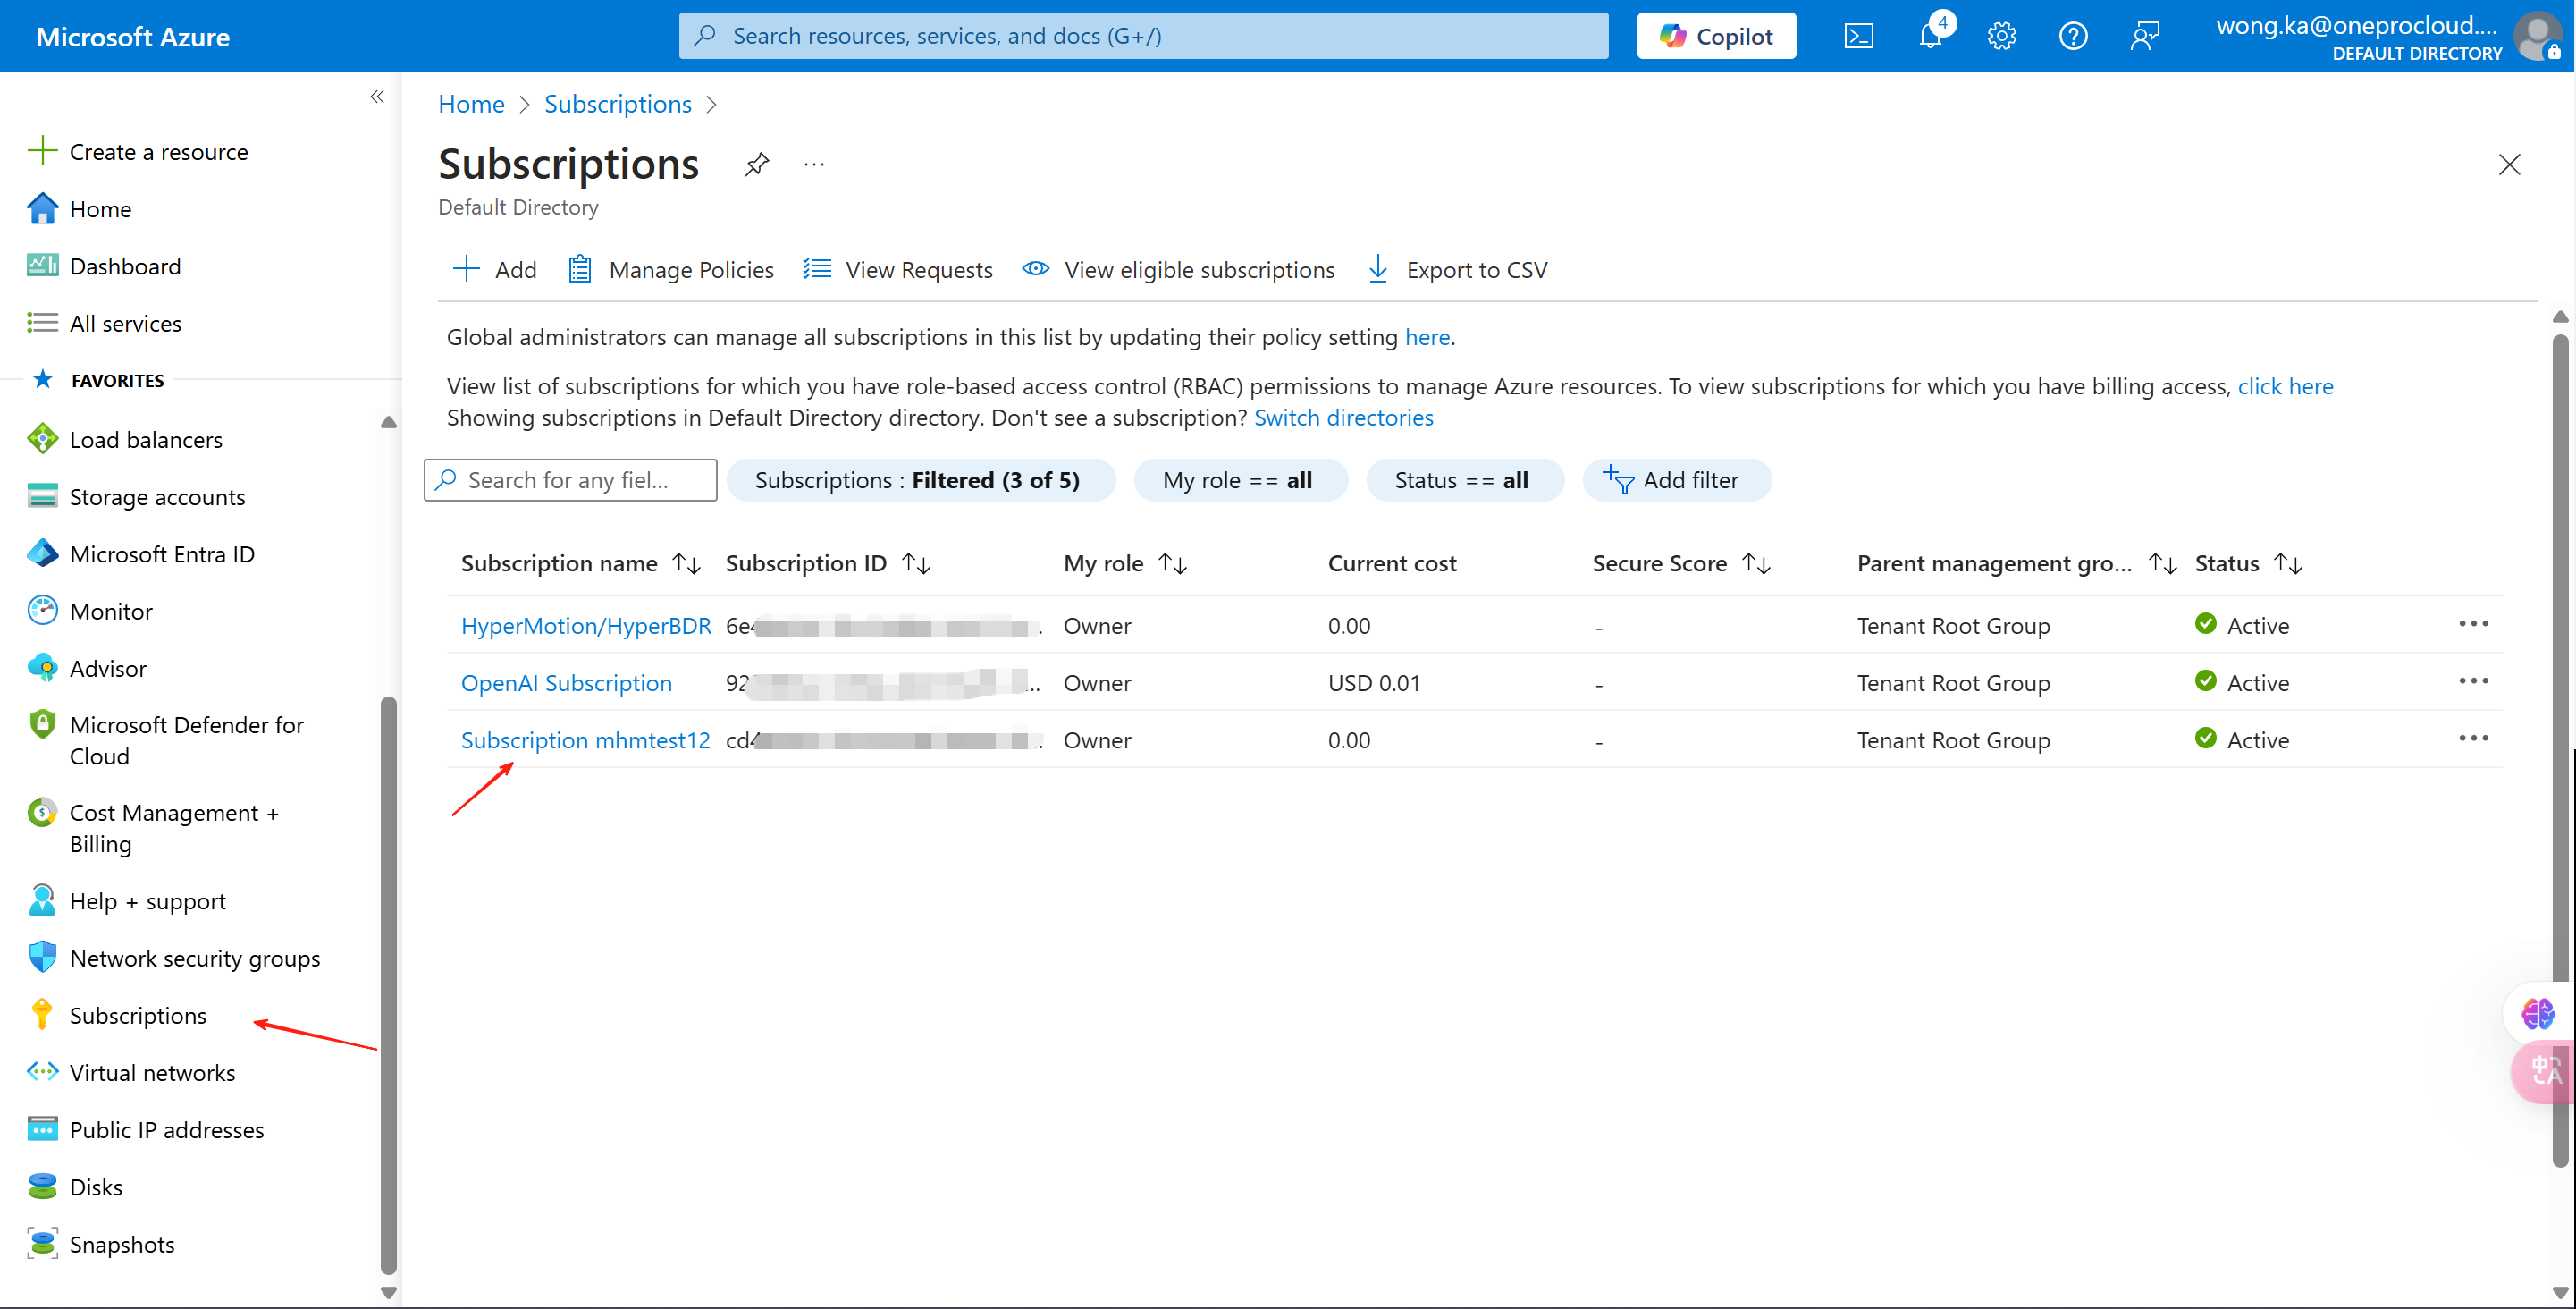 Microsoft Azure
Search resources, services, and docs (G+/)
Copilot
4
wong.ka@oneprocloud....
DEFAULT DIRECTORY
Create a resource
Home
Dashboard
All services
FAVORITES
Load balancers
Storage accounts
Microsoft Entra ID
Monitor
Advisor
Microsoft Defender for
Cloud
Cost Management +
Billing
Help + support
Network security groups
Subscriptions
Virtual networks
Public IP addresses
Disks
Snapshots
Home > Subscriptions >
Subscriptions
Default Directory
Add Manage Policies View Requests View eligible subscriptions Export to CSV
Global administrators can manage all subscriptions in this list by updating their policy setting here.
View list of subscriptions for which you have role-based access control (RBAC) permissions to manage Azure resources. To view subscriptions for which you have billing access, click here
Showing subscriptions in Default Directory directory. Don't see a subscription? Switch directories
Search for any fiel... Subscriptions : Filtered (3 of 5) My role == all Status == all Add filter
Subscription name Subscription ID My role Current cost Secure Score Parent management gro... Status
HyperMotion/HyperBDR 6e Owner 0.00 - Tenant Root Group Active
OpenAI Subscription 92 Owner USD 0.01 - Tenant Root Group Active
Subscription mhmtest12 cd4 Owner 0.00 - Tenant Root Group Active
中A